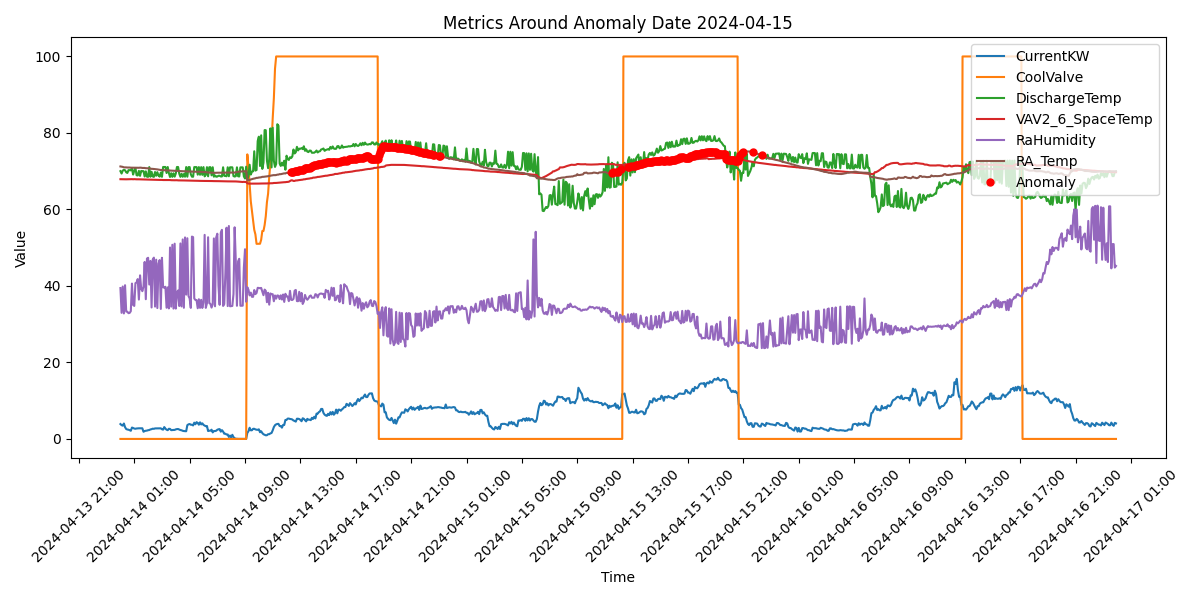 Metrics Around Anomaly Date 2024-04-15
CurrentKW
CoolValve
DischargeTemp
VAV2_6_SpaceTemp
RaHumidity
RA_Temp
Anomaly
Value
100
80
60
40
20
0
2024-04-13 21:00
2024-04-14 01:00
2024-04-14 05:00
2024-04-14 09:00
2024-04-14 13:00
2024-04-14 17:00
2024-04-14 21:00
2024-04-15 01:00
2024-04-15 05:00
2024-04-15 09:00
2024-04-15 13:00
2024-04-15 17:00
2024-04-15 21:00
2024-04-16 01:00
2024-04-16 05:00
2024-04-16 09:00
2024-04-16 13:00
2024-04-16 17:00
2024-04-16 21:00
2024-04-17 01:00
Time